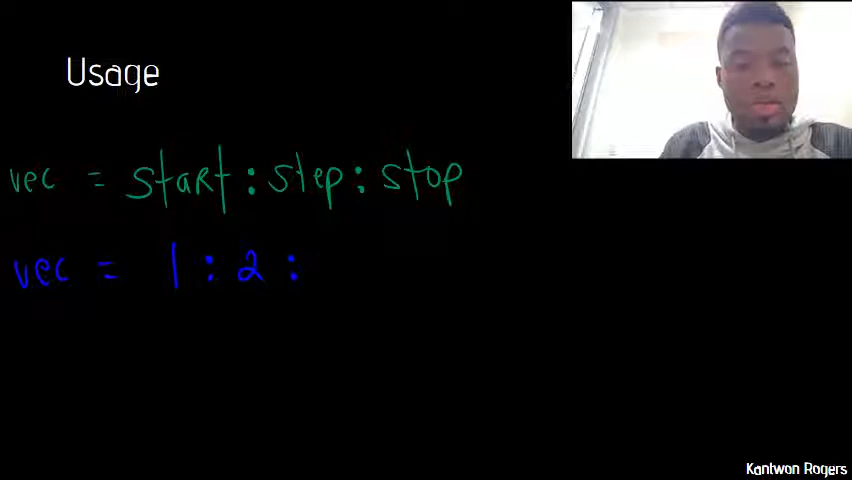 Usage
vec = start : step : stop
vec = 1 : 2 :
Kantwon Rogers